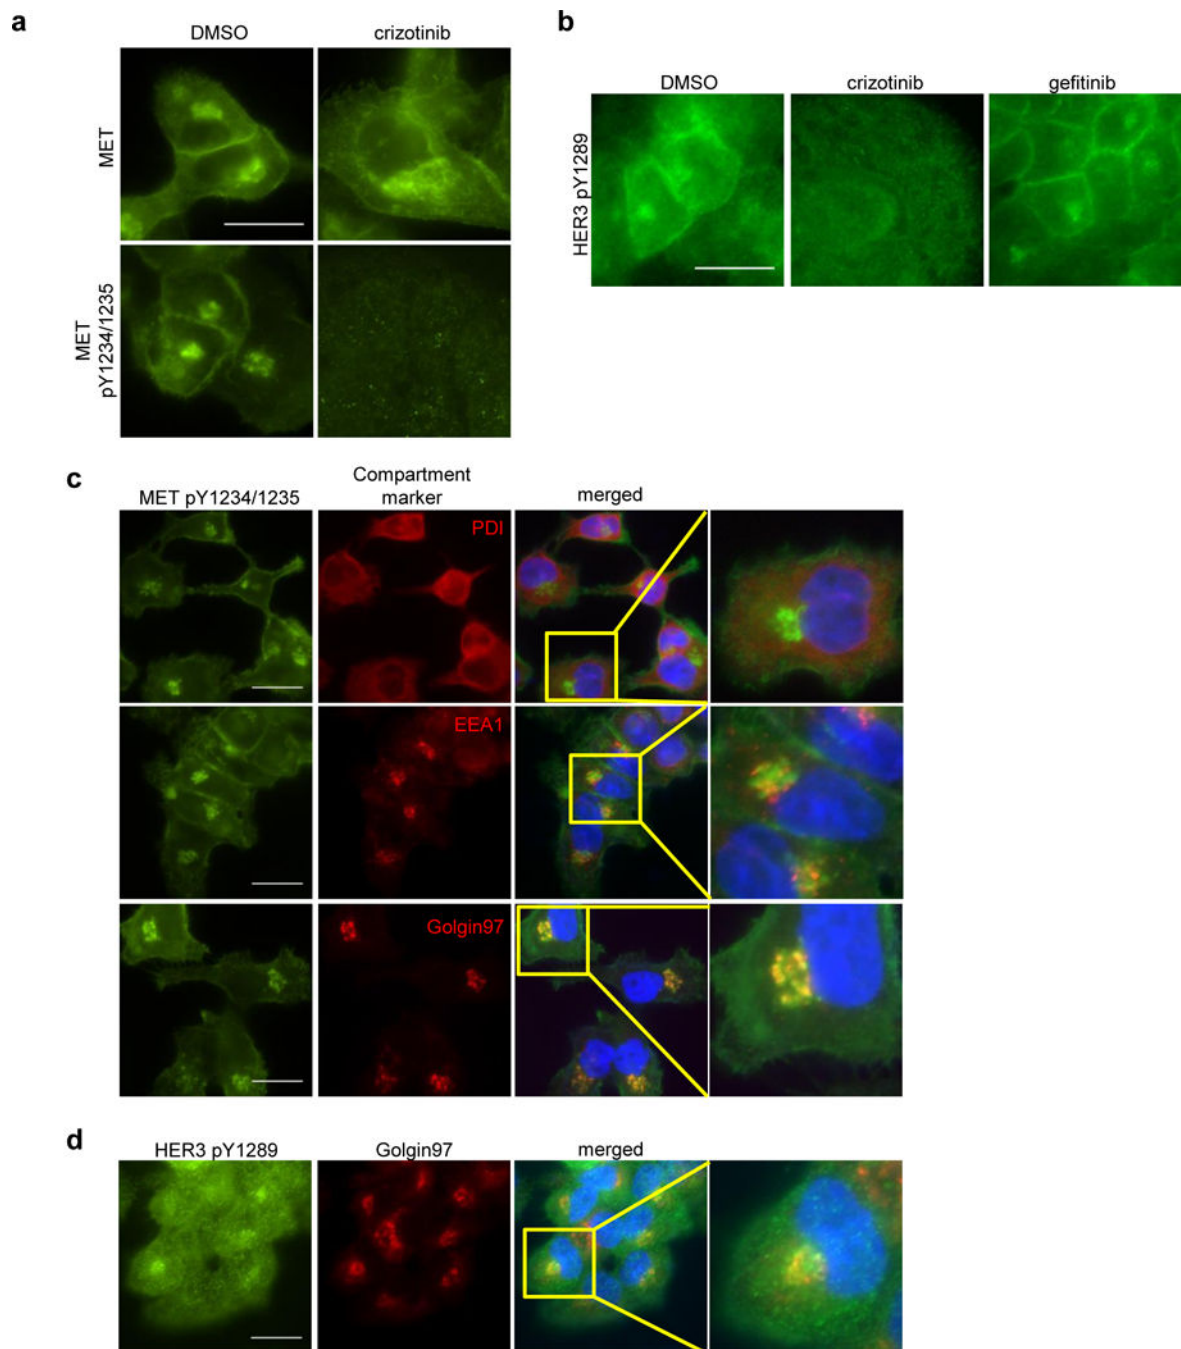 a
DMSO
crizotinib
MET
MET
pY1234/1235
b
DMSO
crizotinib
gefitinib
HER3 pY1289
c
MET pY1234/1235
Compartment
marker
merged
PDI
EEA1
Golgin97
d
HER3 pY1289
Golgin97
merged